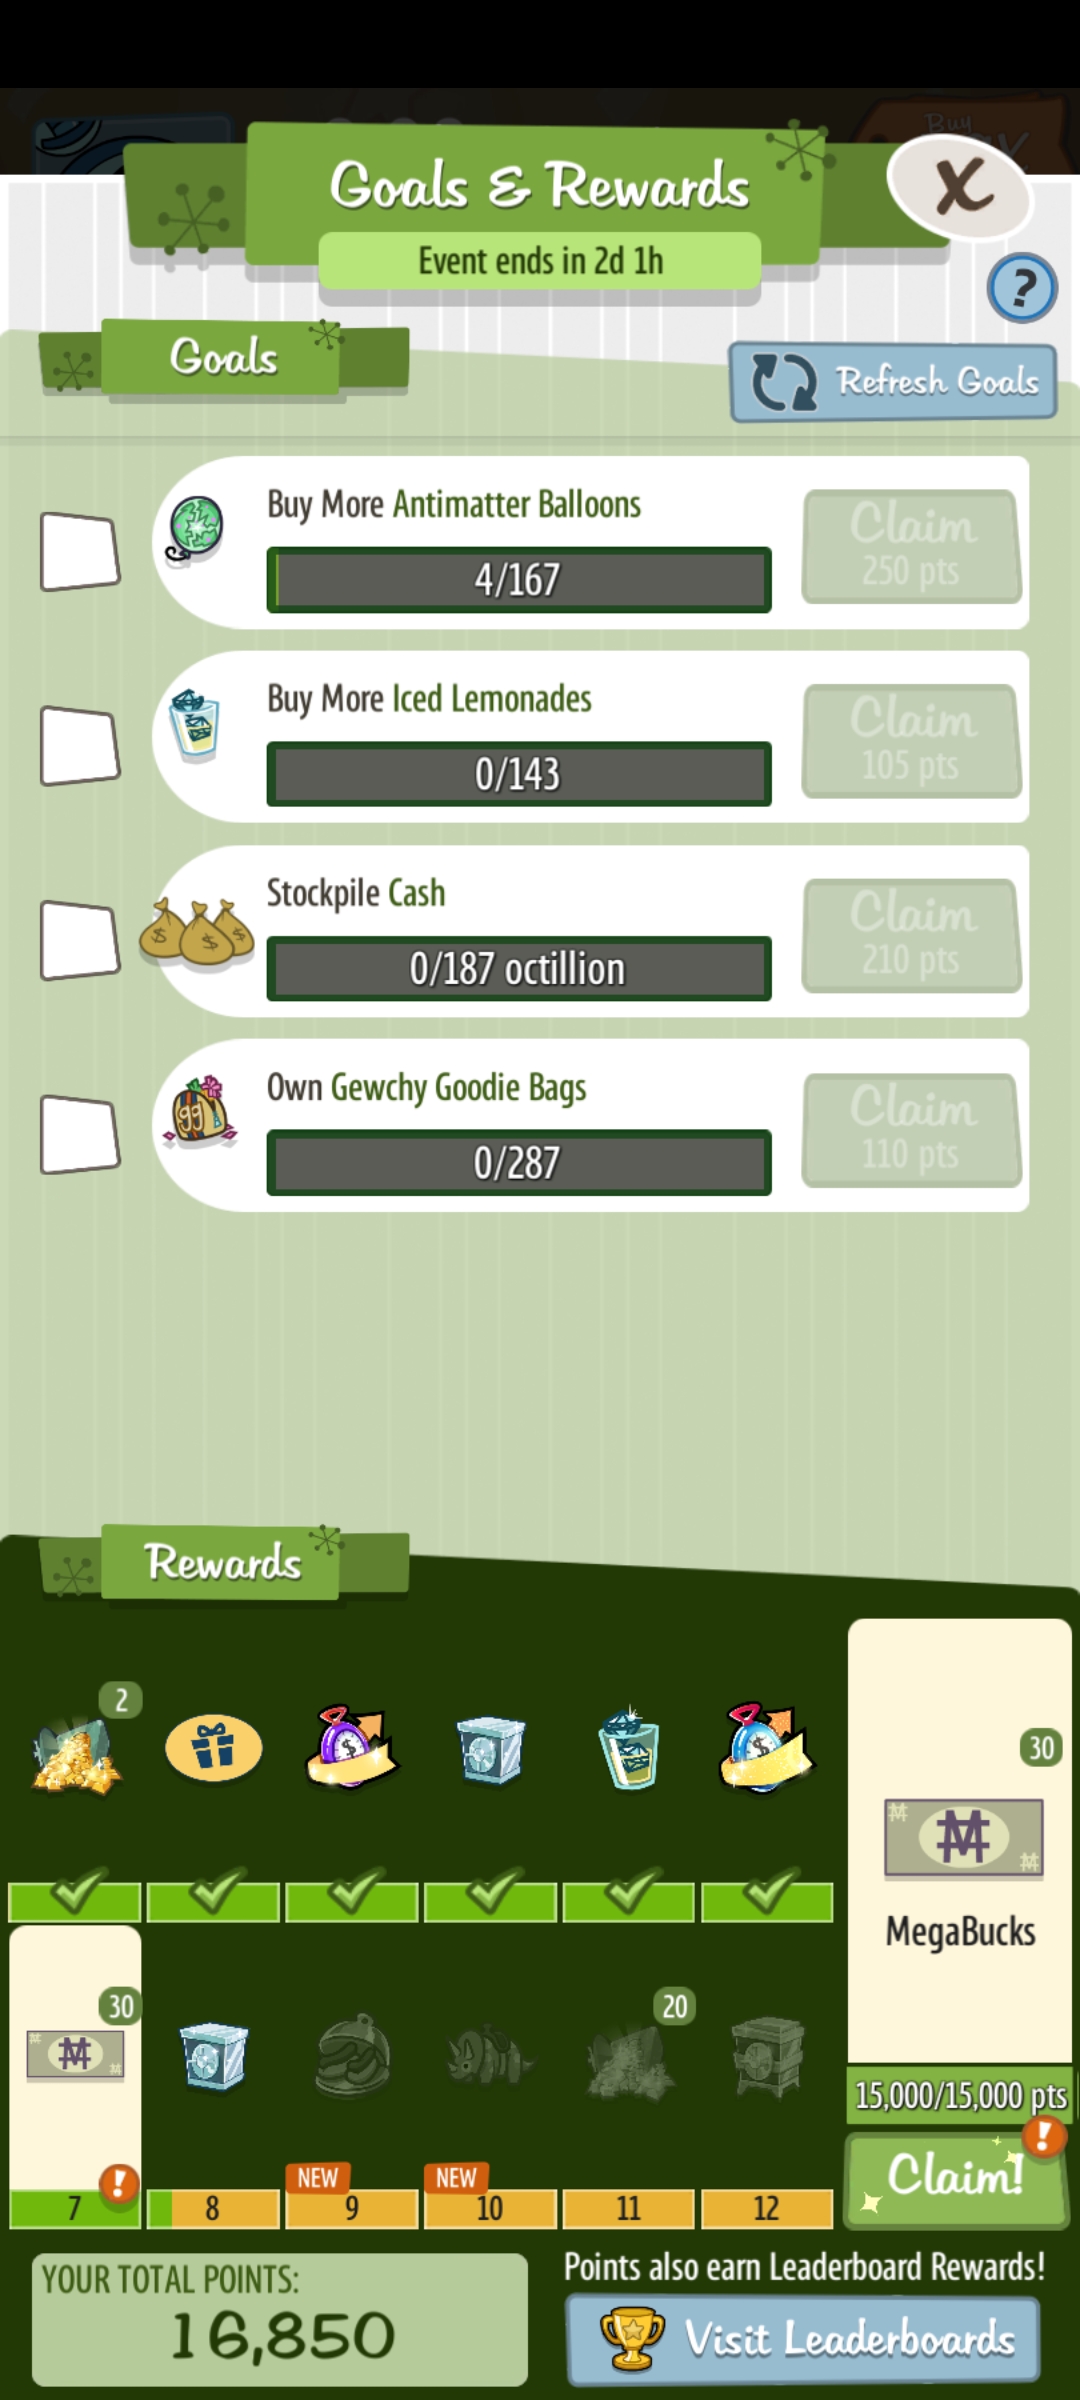 Buy
Goals & Rewards
X
Event ends in 2d 1h
?
Goals
Refresh Goals
Buy More Antimatter Balloons
4/167
Claim
250 pts
Buy More Iced Lemonades
0/143
Claim
105 pts
Stockpile Cash
0/187 octillion
Claim
210 pts
Own Gewchy Goodie Bags
0/287
Claim
110 pts
Rewards
2
30
MegaBucks
30
20
15,000/15,000 pts
Claim!
7
8
NEW
9
NEW
10
11
12
YOUR TOTAL POINTS:
16,850
Points also earn Leaderboard Rewards!
Visit Leaderboards